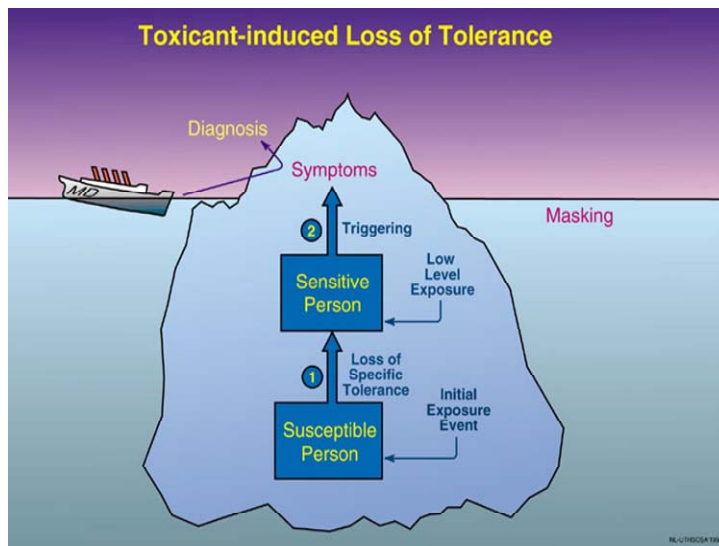 Toxicant-induced Loss of Tolerance
Diagnosis
Symptoms
MD
Masking
2
Triggering
Sensitive
Person
Low
Level
Exposure
1
Loss of
Specific
Tolerance
Susceptible
Person
Initial
Exposure
Event